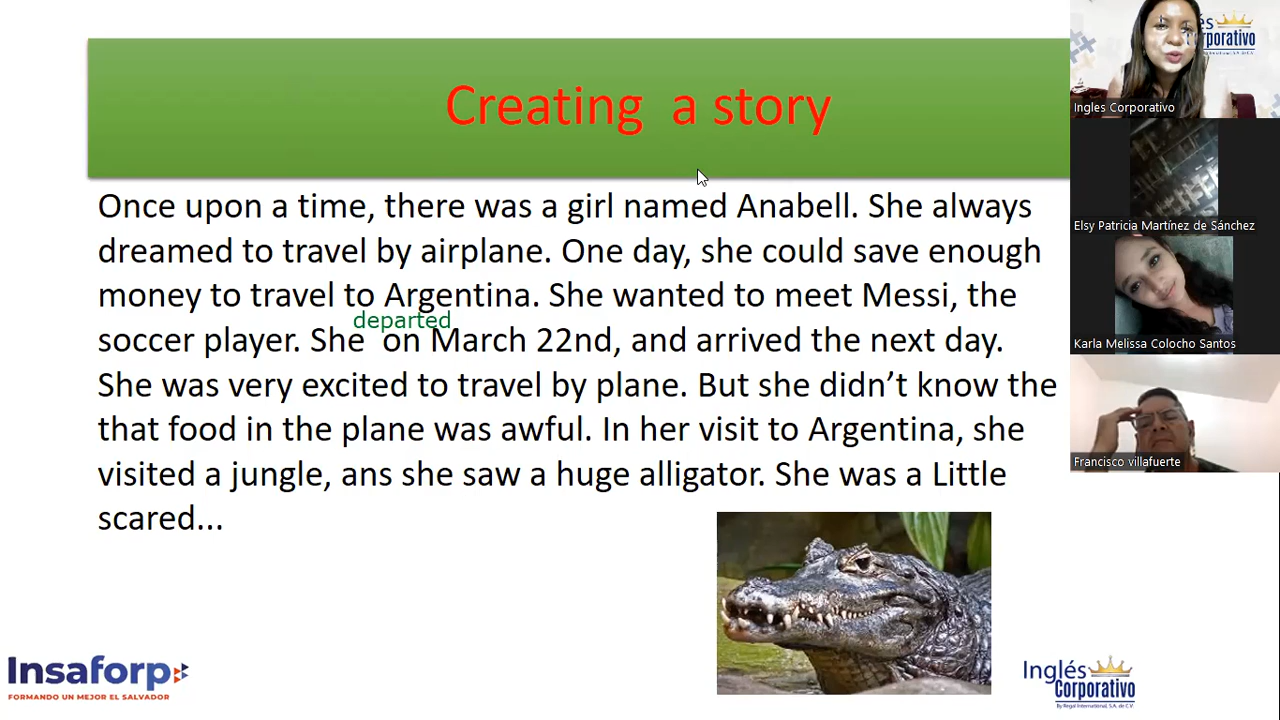 Creating a story
Once upon a time, there was a girl named Anabell. She always
dreamed to travel by airplane. One day, she could save enough
money to travel to Argentina. She wanted to meet Messi, the
departed
soccer player. She on March 22nd, and arrived the next day.
She was very excited to travel by plane. But she didn’t know the
that food in the plane was awful. In her visit to Argentina, she
visited a jungle, ans she saw a huge alligator. She was a Little
scared...
Insaforp
FORMANDO UN MEJOR EL SALVADOR
Inglés
Corporativo
By Regal International, S.A. de C.V.
Ingles Corporativo
Elsy Patricia Martínez de Sánchez
Karla Melissa Colocho Santos
Francisco villafuerte